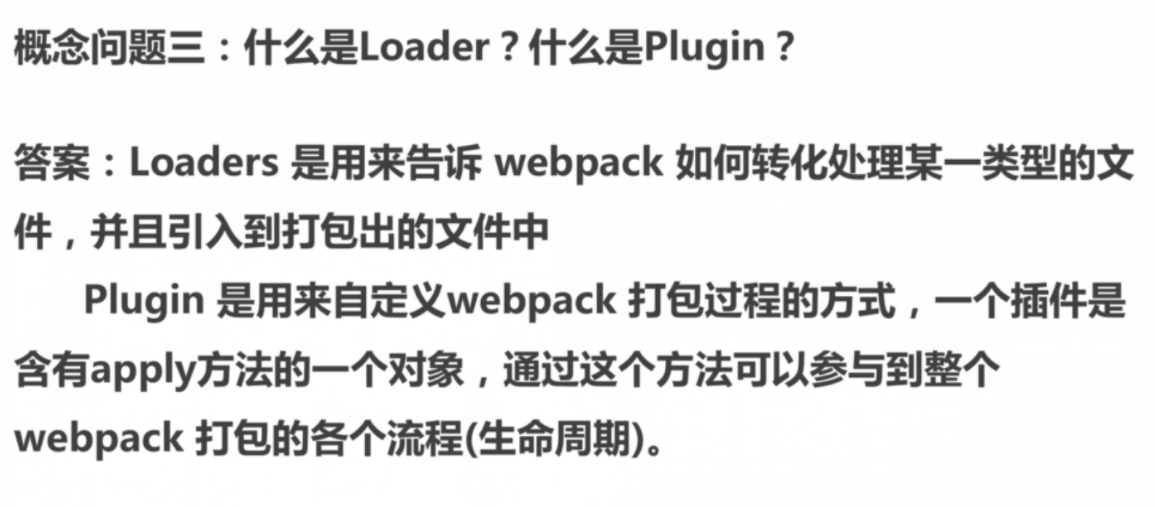 概念问题三：什么是Loader？什么是Plugin？
答案：Loaders 是用来告诉 webpack 如何转化处理某一类型的文
件，并且引入到打包出的文件中
Plugin 是用来自定义webpack 打包过程的方式，一个插件是
含有apply方法的一个对象，通过这个方法可以参与到整个
webpack 打包的各个流程(生命周期)。